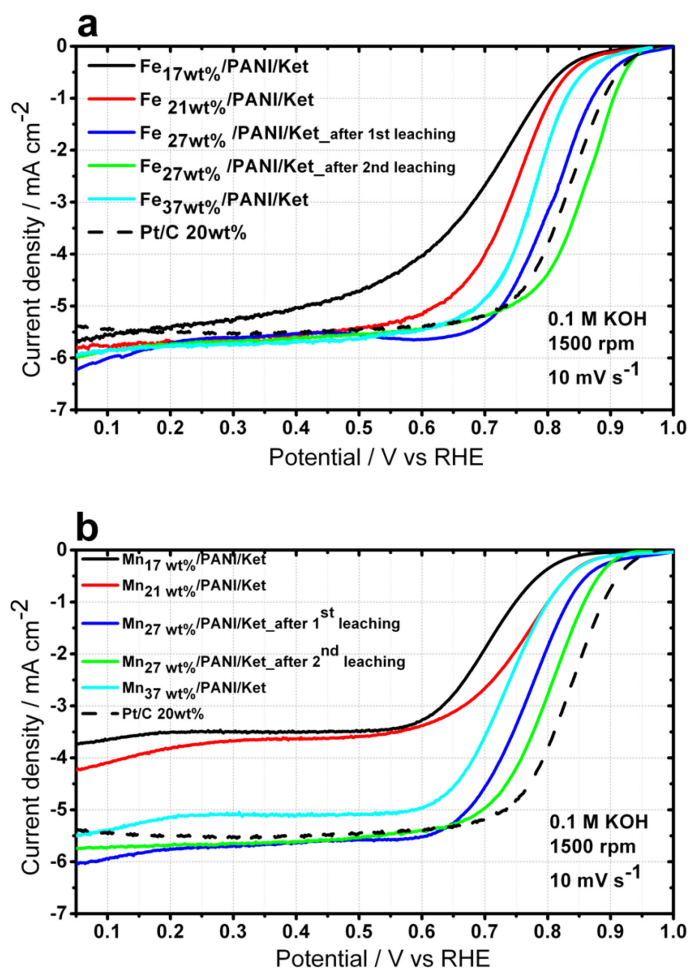 a
0
-1
-2
-3
-4
-5
-6
-7
Current density / mA cm-2
Fe17wt%/PANI/Ket
Fe 21wt%/PANI/Ket
Fe 27wt% /PANI/Ket_after 1st leaching
Fe27wt% /PANI/Ket_after 2nd leaching
Fe37wt%/PANI/Ket
Pt/C 20wt%
0.1 M KOH
1500 rpm
10 mV s-1
0.1 0.2 0.3 0.4 0.5 0.6 0.7 0.8 0.9 1.0
Potential / V vs RHE
b
0
-1
-2
-3
-4
-5
-6
-7
Current density / mA cm-2
Mn17 wt%/PANI/Ket
Mn21 wt%/PANI/Ket
Mn27 wt%/PANI/Ket_after 1st leaching
Mn27 wt%/PANI/Ket_after 2nd leaching
Mn37 wt%/PANI/Ket
Pt/C 20wt%
0.1 M KOH
1500 rpm
10 mV s-1
0.1 0.2 0.3 0.4 0.5 0.6 0.7 0.8 0.9 1.0
Potential / V vs RHE